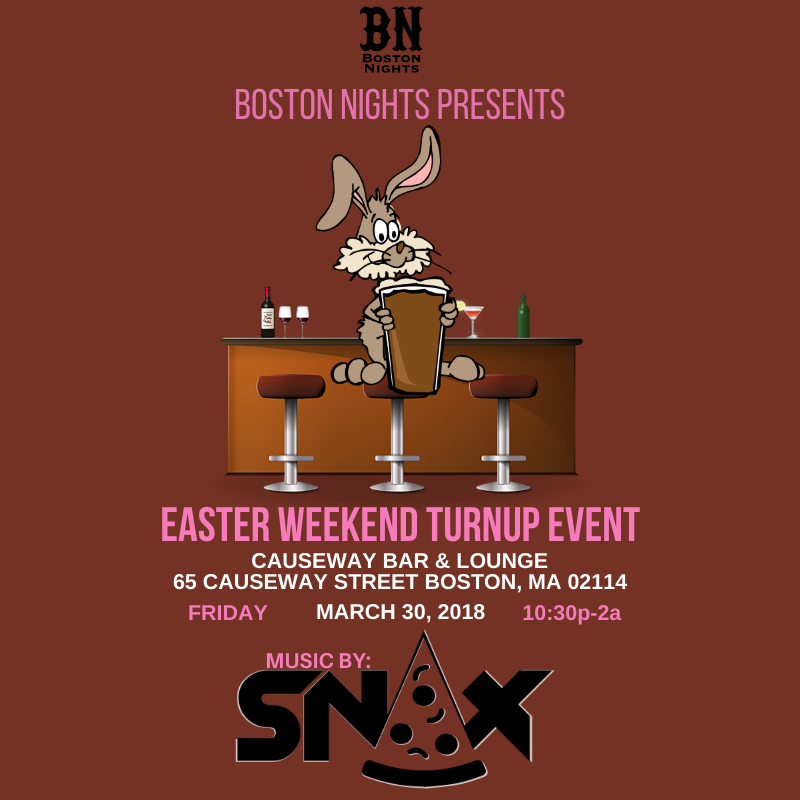 BN
BOSTON
NIGHTS
BOSTON NIGHTS PRESENTS
EASTER WEEKEND TURNUP EVENT
CAUSEWAY BAR & LOUNGE
65 CAUSEWAY STREET BOSTON, MA 02114
FRIDAY MARCH 30, 2018 10:30p-2a
MUSIC BY:
SNAX